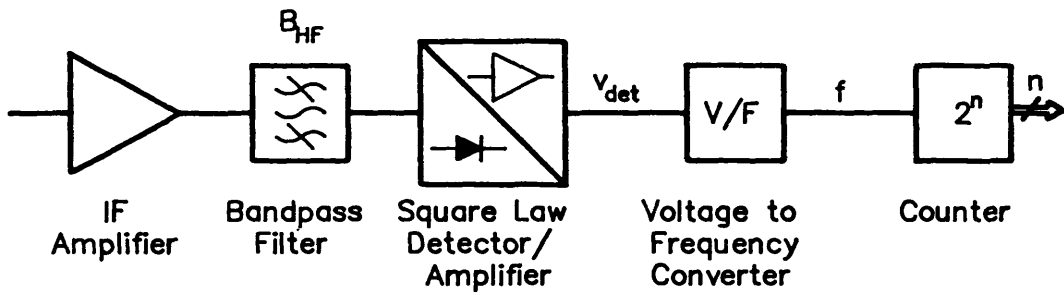 B_HF
v_det
V/F
f
2^n
n
IF
Amplifier
Bandpass
Filter
Square Law
Detector/
Amplifier
Voltage to
Frequency
Converter
Counter